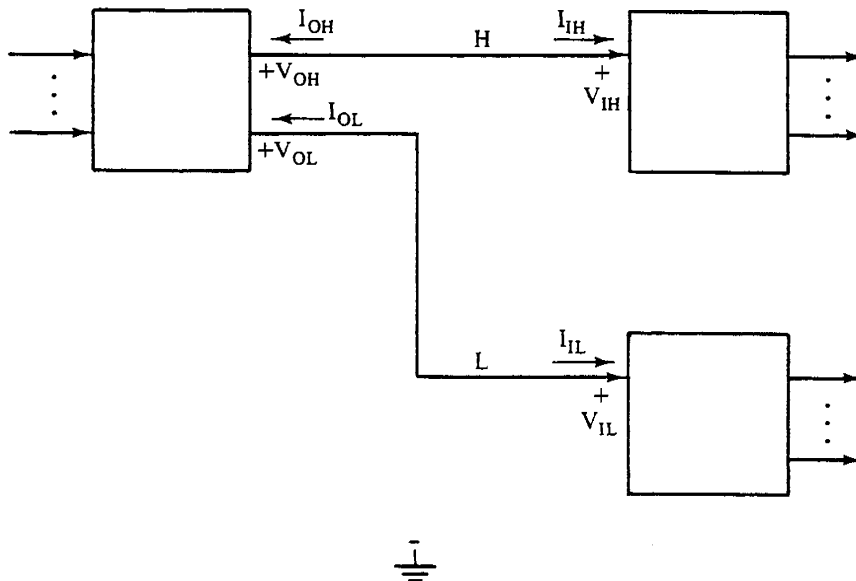 I_OH
H
I_IH
+V_OH
+
V_IH
I_OL
+V_OL
I_IL
L
+
V_IL
-